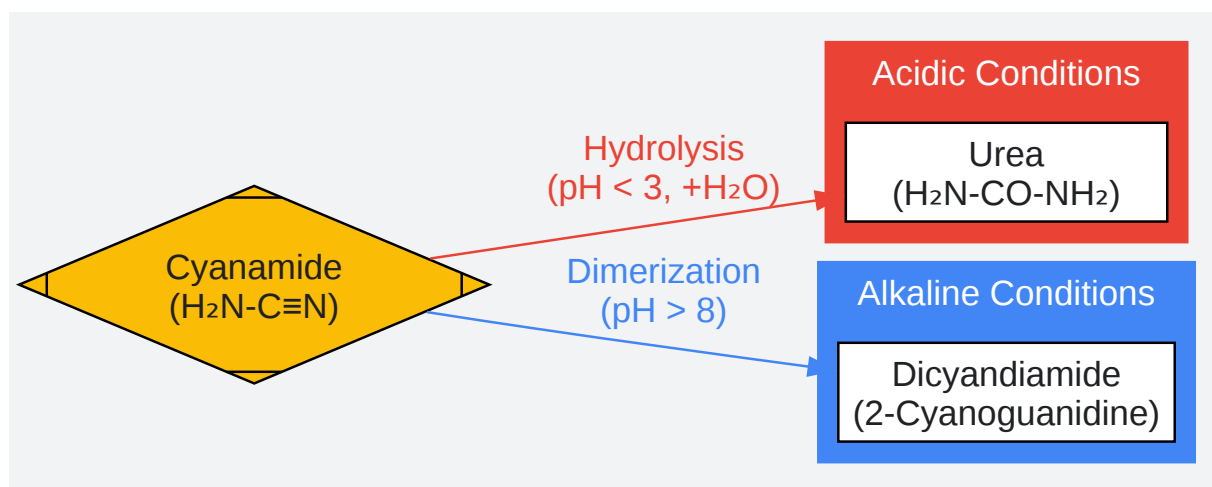 Cyanamide
(H₂N-C≡N)
Hydrolysis
(pH < 3, +H₂O)
Dimerization
(pH > 8)
Acidic Conditions
Urea
(H₂N-CO-NH₂)
Alkaline Conditions
Dicyandiamide
(2-Cyanoguanidine)